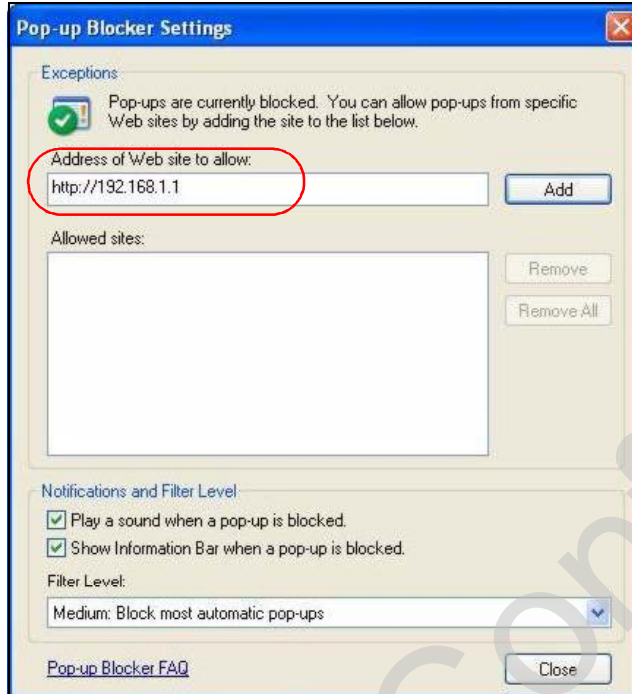 Pop-up Blocker Settings
Exceptions
Pop-ups are currently blocked. You can allow pop-ups from specific
Web sites by adding the site to the list below.
Address of Web site to allow:
http://192.168.1.1
Add
Allowed sites:
Remove
Remove All
Notifications and Filter Level
Play a sound when a pop-up is blocked.
Show Information Bar when a pop-up is blocked.
Filter Level:
Medium: Block most automatic pop-ups
Pop-up Blocker FAQ
Close